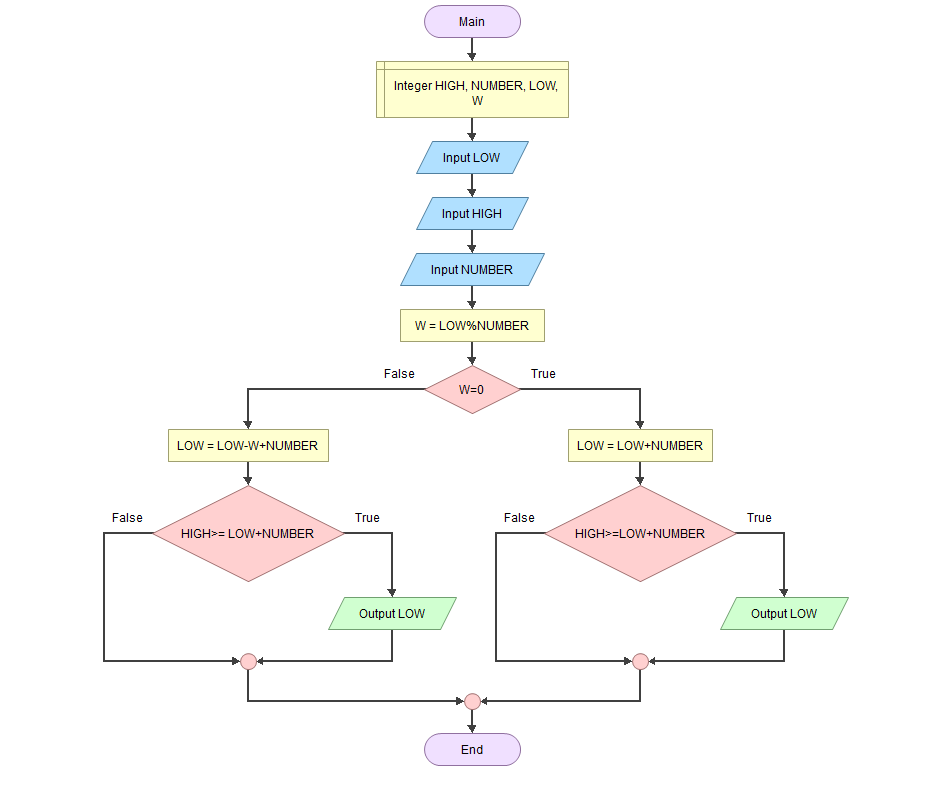 Main
Integer HIGH, NUMBER, LOW,
W
Input LOW
Input HIGH
Input NUMBER
W = LOW%NUMBER
False
True
W=0
LOW = LOW-W+NUMBER
LOW = LOW+NUMBER
False
True
False
True
HIGH>= LOW+NUMBER
HIGH>=LOW+NUMBER
Output LOW
Output LOW
End